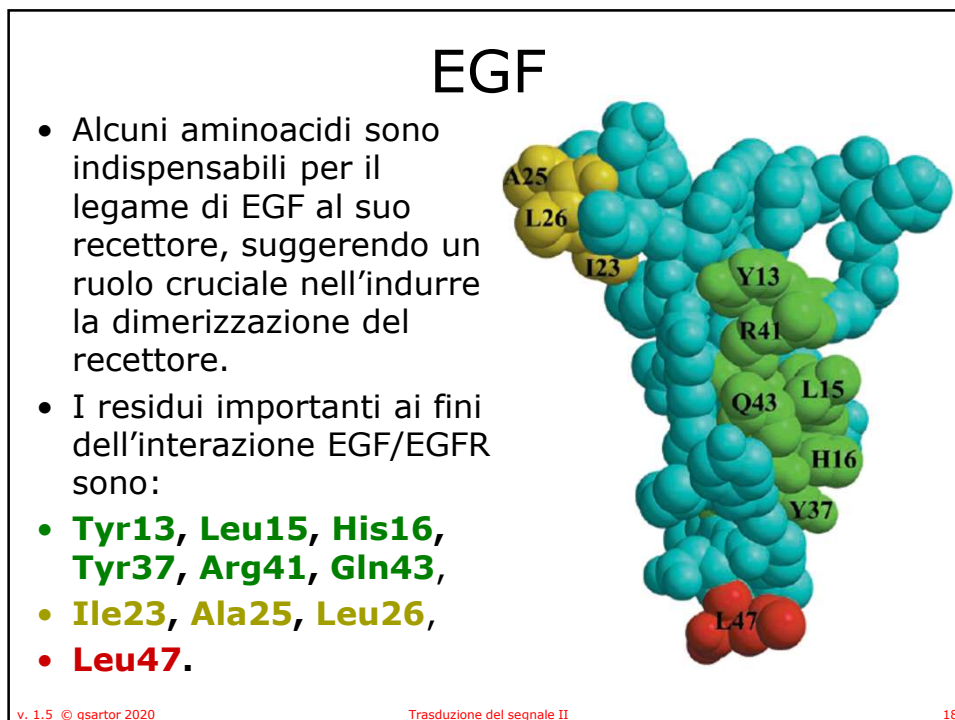 EGF
• Alcuni aminoacidi sono
indispensabili per il
legame di EGF al suo
recettore, suggerendo un
ruolo cruciale nell’indurre
la dimerizzazione del
recettore.
• I residui importanti ai fini
dell’interazione EGF/EGFR
sono:
• Tyr13, Leu15, His16,
Tyr37, Arg41, Gln43,
• Ile23, Ala25, Leu26,
• Leu47.
A25
L26
I23
Y13
R41
Q43
L15
H16
Y37
L47
v. 1.5 © gsartor 2020
Trasduzione del segnale II
18